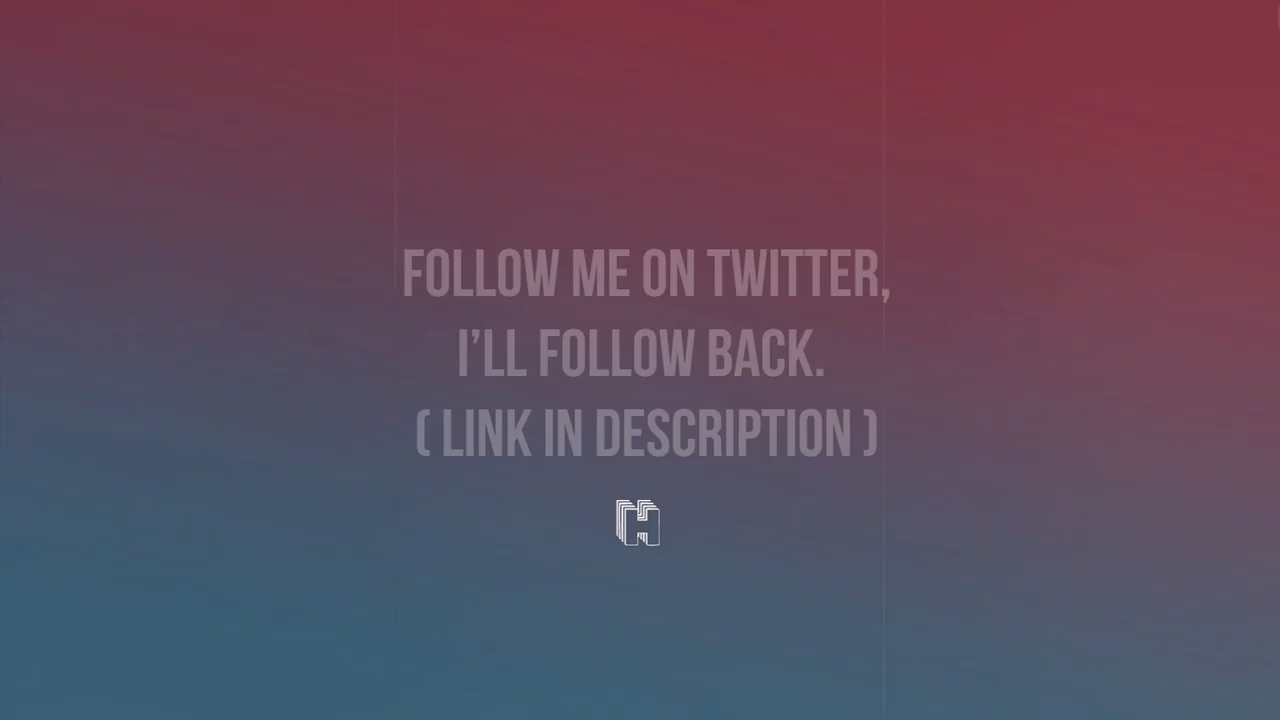 FOLLOW ME ON TWITTER,
I'LL FOLLOW BACK.
( LINK IN DESCRIPTION )
H